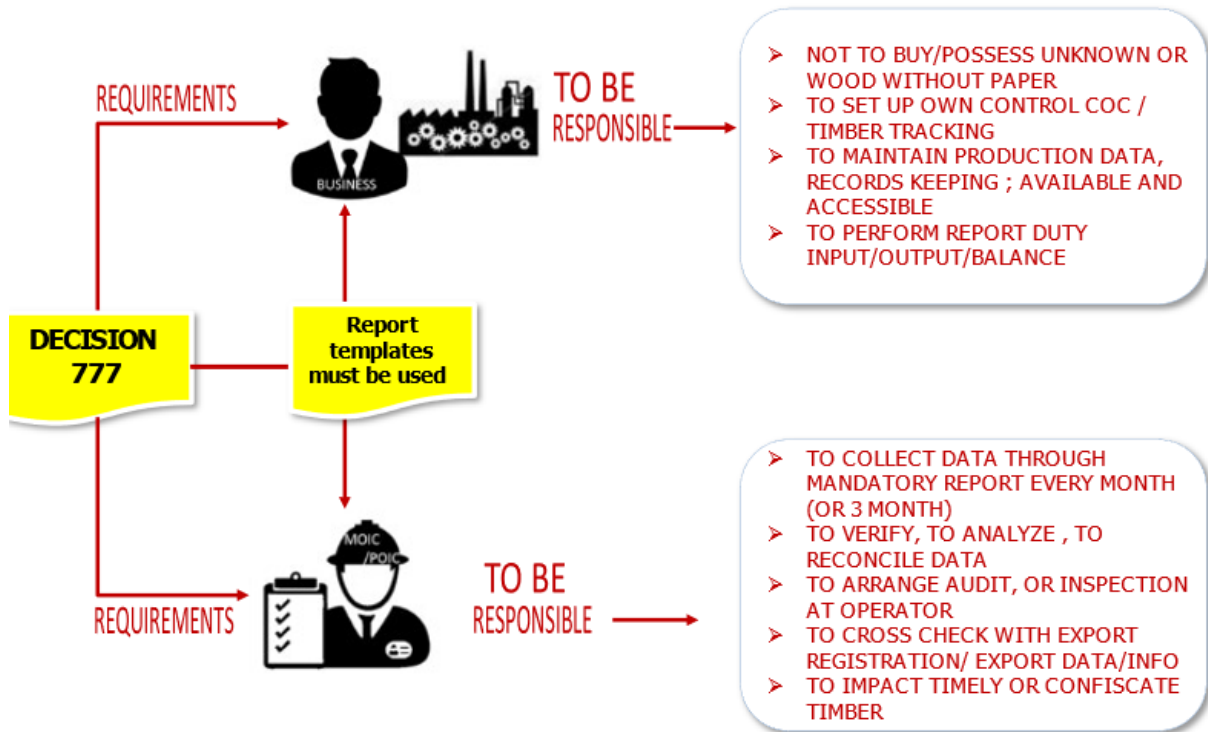 REQUIREMENTS
BUSINESS
TO BE
RESPONSIBLE
➢ NOT TO BUY/POSSESS UNKNOWN OR
WOOD WITHOUT PAPER
➢ TO SET UP OWN CONTROL COC /
TIMBER TRACKING
➢ TO MAINTAIN PRODUCTION DATA,
RECORDS KEEPING ; AVAILABLE AND
ACCESSIBLE
➢ TO PERFORM REPORT DUTY
INPUT/OUTPUT/BALANCE
DECISION
777
Report
templates
must be used
REQUIREMENTS
MOIC
/POIC
TO BE
RESPONSIBLE
➢ TO COLLECT DATA THROUGH
MANDATORY REPORT EVERY MONTH
(OR 3 MONTH)
➢ TO VERIFY, TO ANALYZE , TO
RECONCILE DATA
➢ TO ARRANGE AUDIT, OR INSPECTION
AT OPERATOR
➢ TO CROSS CHECK WITH EXPORT
REGISTRATION/ EXPORT DATA/INFO
➢ TO IMPACT TIMELY OR CONFISCATE
TIMBER